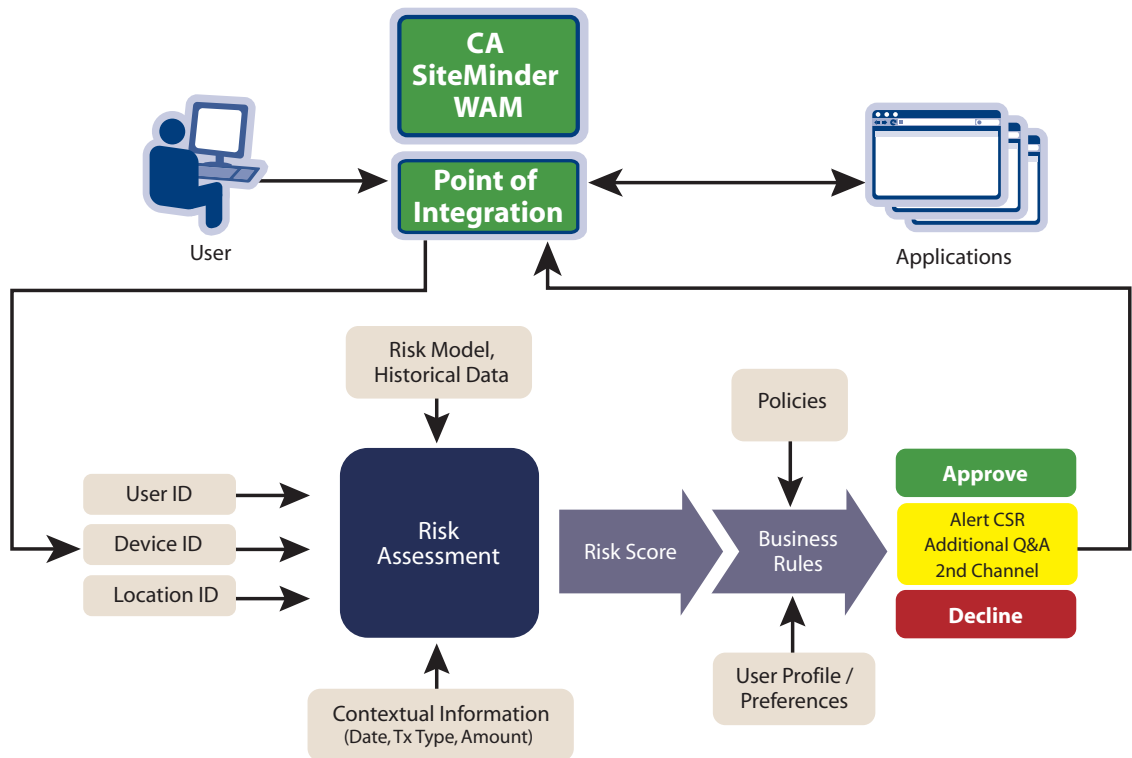 CA
SiteMinder
WAM
Point of
Integration
User
Applications
Risk Model,
Historical Data
Policies
User ID
Device ID
Location ID
Risk
Assessment
Risk Score
Business
Rules
Approve
Alert CSR
Additional Q&A
2nd Channel
Decline
User Profile /
Preferences
Contextual Information
(Date, Tx Type, Amount)